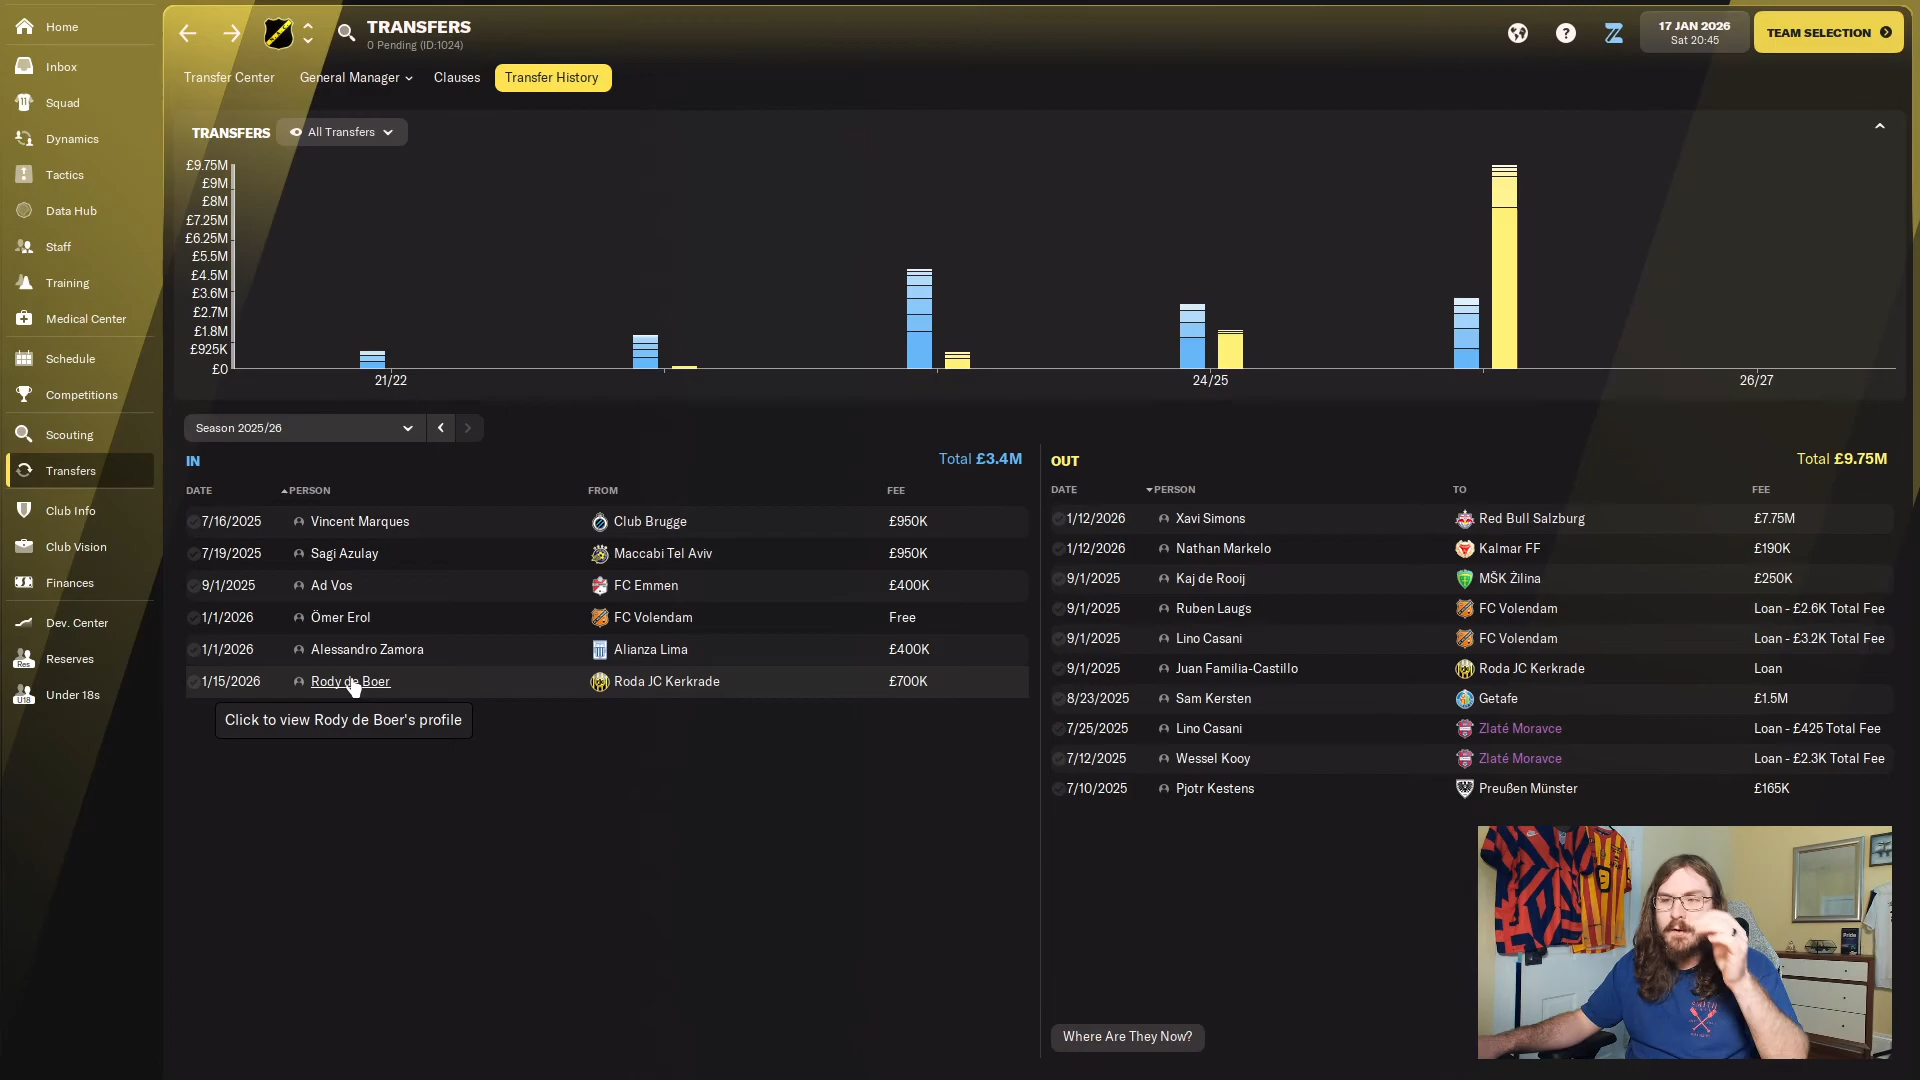 Home
Inbox
Squad
Dynamics
Tactics
Data Hub
Staff
Training
Medical Center
Schedule
Competitions
Scouting
Transfers
Club Info
Club Vision
Finances
Dev. Center
Res
Reserves
U18
Under 18s
TRANSFERS
0 Pending (ID:1024)
?
17 JAN 2026
Sat 20:45
TEAM SELECTION
Transfer Center
General Manager
Clauses
Transfer History
TRANSFERS
All Transfers
£9.75M
£9M
£8M
£7.25M
£6.25M
£5.5M
£4.5M
£3.6M
£2.7M
£1.8M
£925K
£0
21/22
24/25
26/27
Season 2025/26
IN
Total £3.4M
DATE PERSON FROM FEE
7/16/2025 Vincent Marques Club Brugge £950K
7/19/2025 Sagi Azulay Maccabi Tel Aviv £950K
9/1/2025 Ad Vos FC Emmen £400K
1/1/2026 Ömer Erol FC Volendam Free
1/1/2026 Alessandro Zamora Alianza Lima £400K
1/15/2026 Rody de Boer Roda JC Kerkrade £700K
Click to view Rody de Boer's profile
OUT
Total £9.75M
DATE PERSON TO FEE
1/12/2026 Xavi Simons Red Bull Salzburg £7.75M
1/12/2026 Nathan Markelo Kalmar FF £190K
9/1/2025 Kaj de Rooij MŠK Žilina £250K
9/1/2025 Ruben Laugs FC Volendam Loan - £2.6K Total Fee
9/1/2025 Lino Casani FC Volendam Loan - £3.2K Total Fee
9/1/2025 Juan Familia-Castillo Roda JC Kerkrade Loan
8/23/2025 Sam Kersten Getafe £1.5M
7/25/2025 Lino Casani Zlaté Moravce Loan - £425 Total Fee
7/12/2025 Wessel Kooy Zlaté Moravce Loan - £2.3K Total Fee
7/10/2025 Pjotr Kestens Preußen Münster £165K
Where Are They Now?
Pride